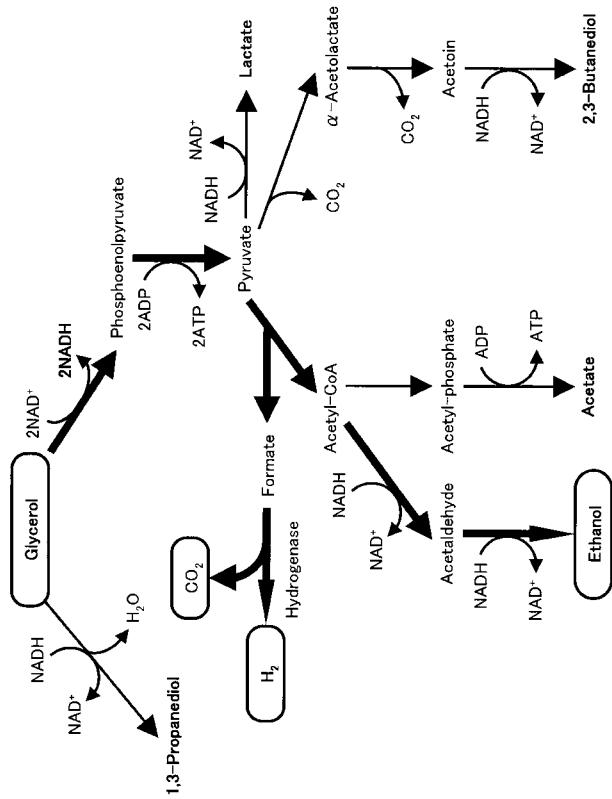 Glycerol
2NAD⁺
2NADH
Phosphoenolpyruvate
2ADP
2ATP
Pyruvate
NADH
NAD⁺
Lactate
CO₂
α-Acetolactate
CO₂
Acetoin
NADH
NAD⁺
2,3-Butanediol
NADH
NAD⁺
H₂O
1,3-Propanediol
Formate
CO₂
Hydrogenase
H₂
Acetyl-CoA
NADH
NAD⁺
Acetaldehyde
NADH
NAD⁺
Ethanol
Acetyl-phosphate
ADP
ATP
Acetate